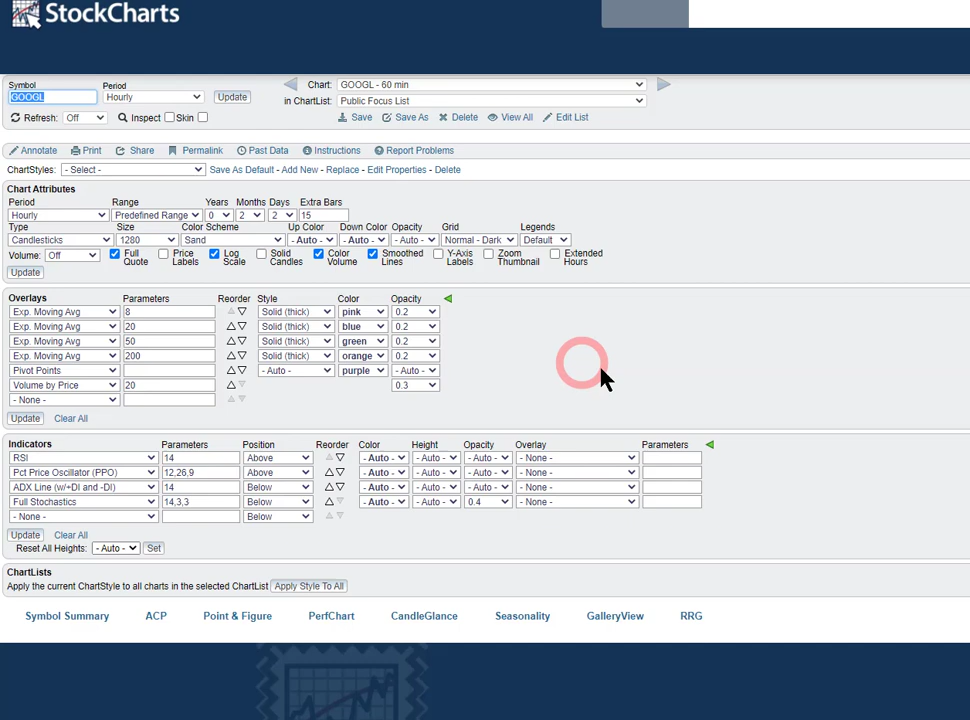 StockCharts
Symbol Period
GOOGL Hourly Update
Chart: GOOGL - 60 min
in ChartList: Public Focus List
Refresh: Off Inspect Skin
Save Save As Delete View All Edit List
Annotate Print Share Permalink Past Data Instructions Report Problems
ChartStyles: - Select - Save As Default - Add New - Replace - Edit Properties - Delete
Chart Attributes
Period Range Years Months Days Extra Bars
Hourly Predefined Range 0 2 2 15
Type Size Color Scheme Up Color Down Color Opacity Grid Legends
Candlesticks 1280 Sand - Auto - - Auto - - Auto - Normal - Dark Default
Volume: Off Full Quote Price Labels Log Scale Solid Candles Color Volume Smoothed Lines Y-Axis Labels Zoom Thumbnail Extended Hours
Update
Overlays Parameters Reorder Style Color Opacity
Exp. Moving Avg 8 Solid (thick) pink 0.2
Exp. Moving Avg 20 Solid (thick) blue 0.2
Exp. Moving Avg 50 Solid (thick) green 0.2
Exp. Moving Avg 200 Solid (thick) orange 0.2
Pivot Points - Auto - purple - Auto -
Volume by Price 20 0.3
- None -
Update Clear All
Indicators Parameters Position Reorder Color Height Opacity Overlay Parameters
RSI 14 Above - Auto - - Auto - - Auto - - None -
Pct Price Oscillator (PPO) 12,26,9 Above - Auto - - Auto - - Auto - - None -
ADX Line (w/+DI and -DI) 14 Below - Auto - - Auto - - Auto - - None -
Full Stochastics 14,3,3 Below - Auto - - Auto - 0.4 - None -
- None - Below
Update Clear All
Reset All Heights: - Auto - Set
ChartLists
Apply the current ChartStyle to all charts in the selected ChartList Apply Style To All
Symbol Summary ACP Point & Figure PerfChart CandleGlance Seasonality GalleryView RRG